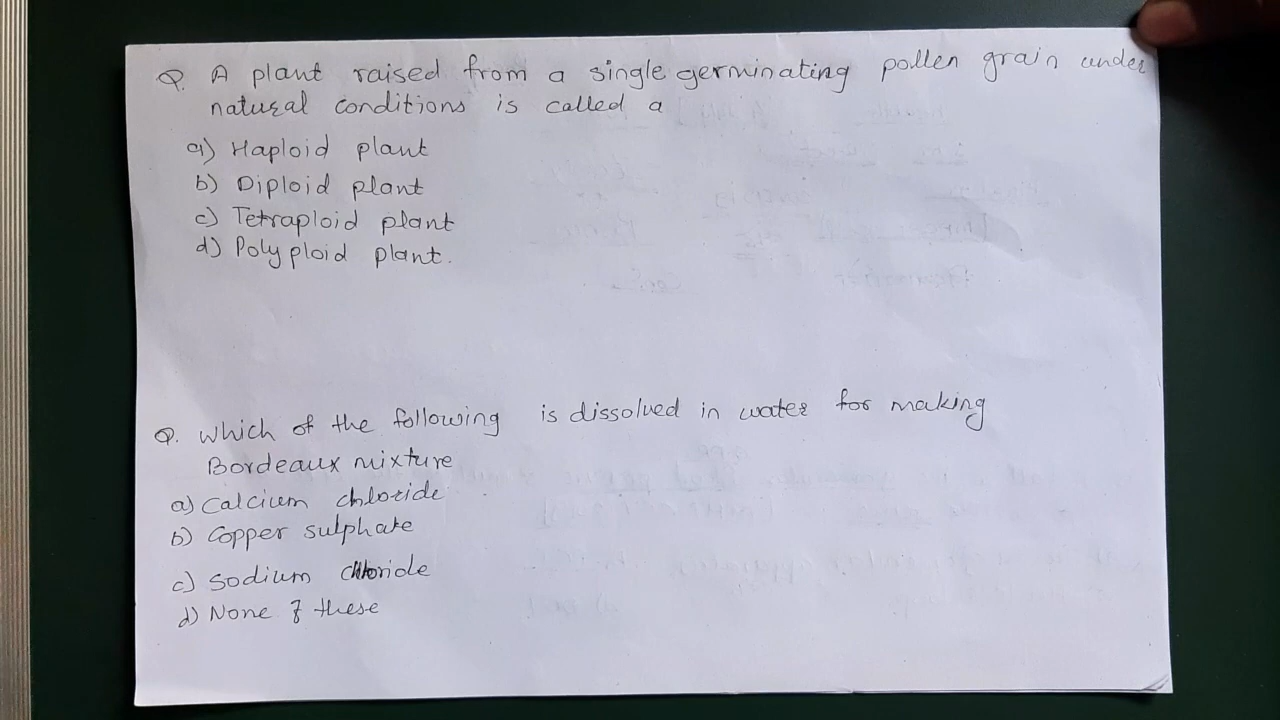 Q. A plant raised from a single germinating pollen grain under
natural conditions is called a
a) Haploid plant
b) Diploid plant
c) Tetraploid plant
d) Polyploid plant.
Q. Which of the following is dissolved in water for making
Bordeaux mixture
a) Calcium chloride
b) Copper sulphate
c) Sodium chloride
d) None of these